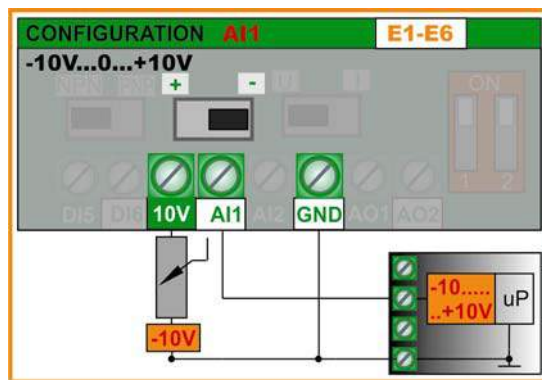 CONFIGURATION AI1 E1-E6
-10V...0...+10V
NPN PNP + - U I ON
1 2
DI5 DI6 10V AI1 AI2 GND AO1 AO2
-10.....
..+10V uP
-10V